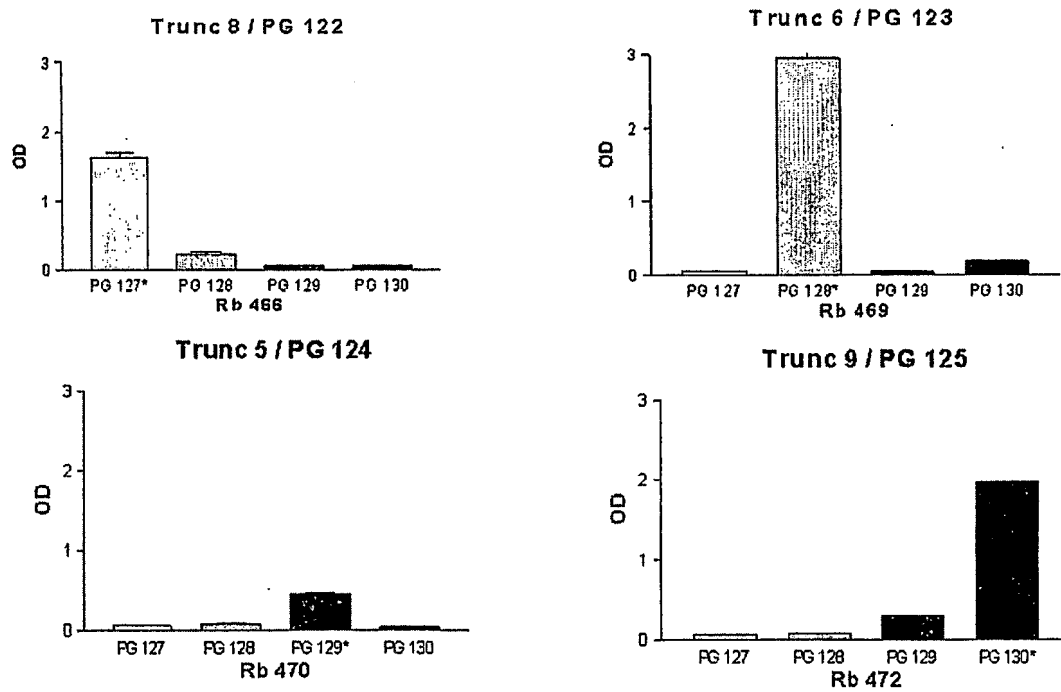 Trunc 8 / PG 122
3
2
1
0
OD
PG 127* PG 128 PG 129 PG 130
Rb 466
Trunc 6 / PG 123
3
2
1
0
OD
PG 127 PG 128* PG 129 PG 130
Rb 469
Trunc 5 / PG 124
3
2
1
0
OD
PG 127 PG 128 PG 129* PG 130
Rb 470
Trunc 9 / PG 125
3
2
1
0
OD
PG 127 PG 128 PG 129 PG 130*
Rb 472